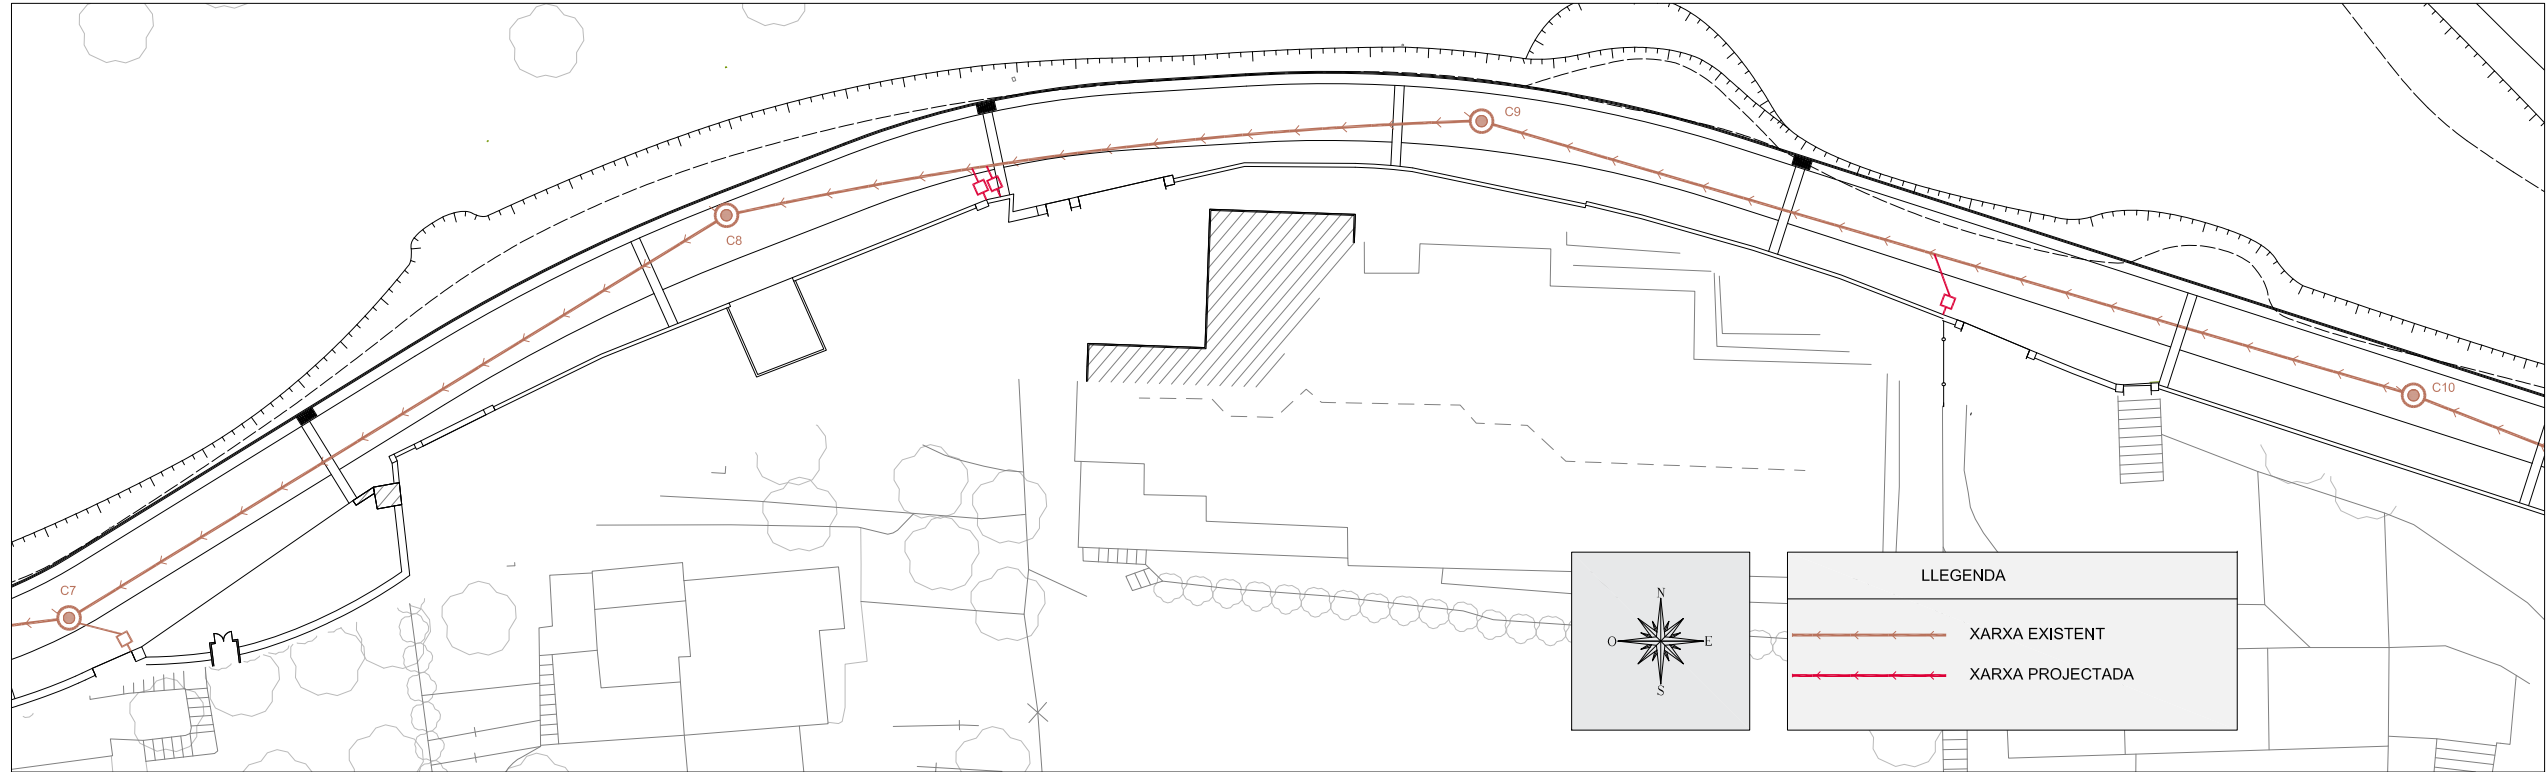 C9
C8
C10
C7
LLEGENDA
N
XARXA EXISTENT
O E
XARXA PROJECTADA
S